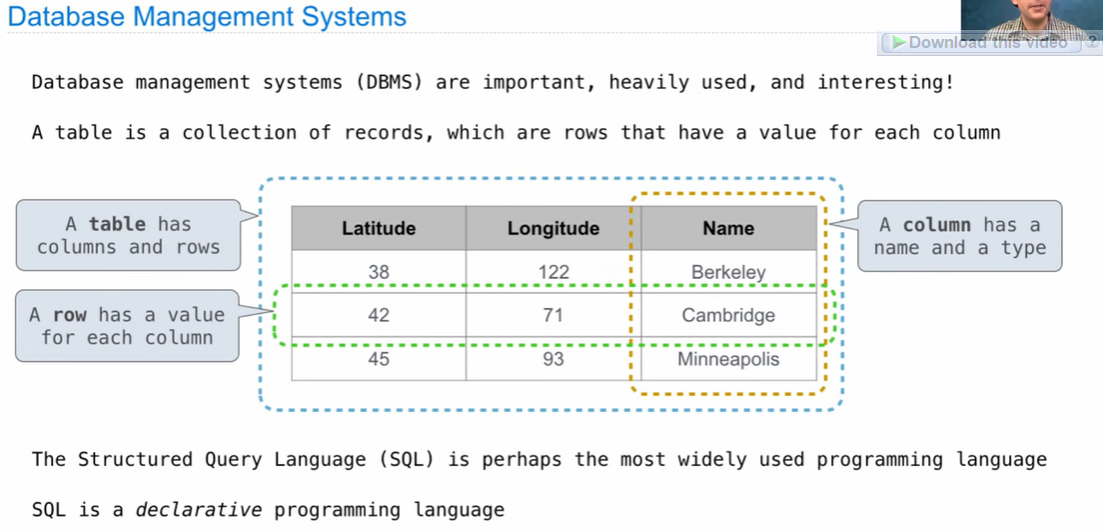 Database Management Systems
Download this video ?
Database management systems (DBMS) are important, heavily used, and interesting!
A table is a collection of records, which are rows that have a value for each column
A table has
columns and rows
A row has a value
for each column
Latitude Longitude Name
38 122 Berkeley
42 71 Cambridge
45 93 Minneapolis
A column has a
name and a type
The Structured Query Language (SQL) is perhaps the most widely used programming language
SQL is a declarative programming language